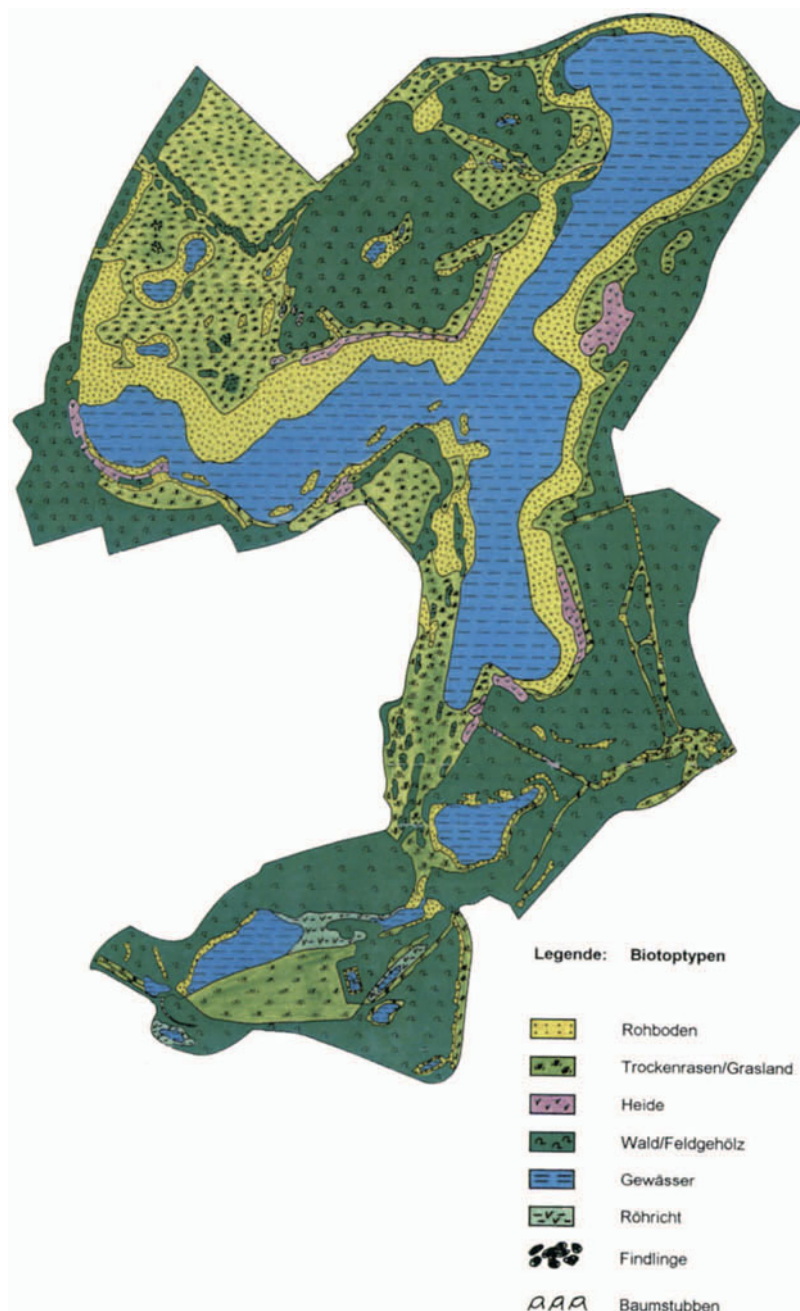 Legende: Biotoptypen
Rohboden
Trockenrasen/Grasland
Heide
Wald/Feldgehölz
Gewässer
Röhricht
Findlinge
Baumstubben